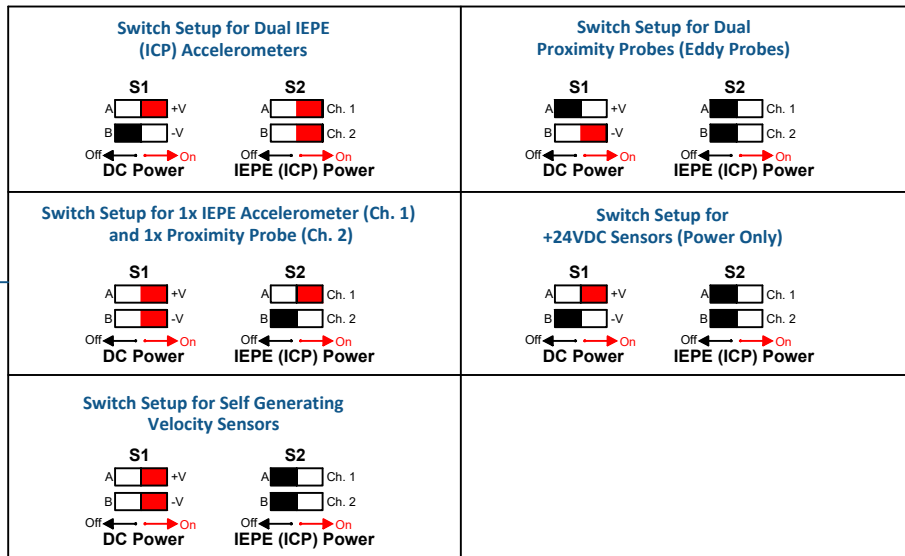 Switch Setup for Dual IEPE
(ICP) Accelerometers
S1
S2
A +V
A Ch. 1
B -V
B Ch. 2
Off On
Off On
DC Power
IEPE (ICP) Power
Switch Setup for Dual
Proximity Probes (Eddy Probes)
S1
S2
A +V
A Ch. 1
B -V
B Ch. 2
Off On
Off On
DC Power
IEPE (ICP) Power
Switch Setup for 1x IEPE Accelerometer (Ch. 1)
and 1x Proximity Probe (Ch. 2)
S1
S2
A +V
A Ch. 1
B -V
B Ch. 2
Off On
Off On
DC Power
IEPE (ICP) Power
Switch Setup for
+24VDC Sensors (Power Only)
S1
S2
A +V
A Ch. 1
B -V
B Ch. 2
Off On
Off On
DC Power
IEPE (ICP) Power
Switch Setup for Self Generating
Velocity Sensors
S1
S2
A +V
A Ch. 1
B -V
B Ch. 2
Off On
Off On
DC Power
IEPE (ICP) Power